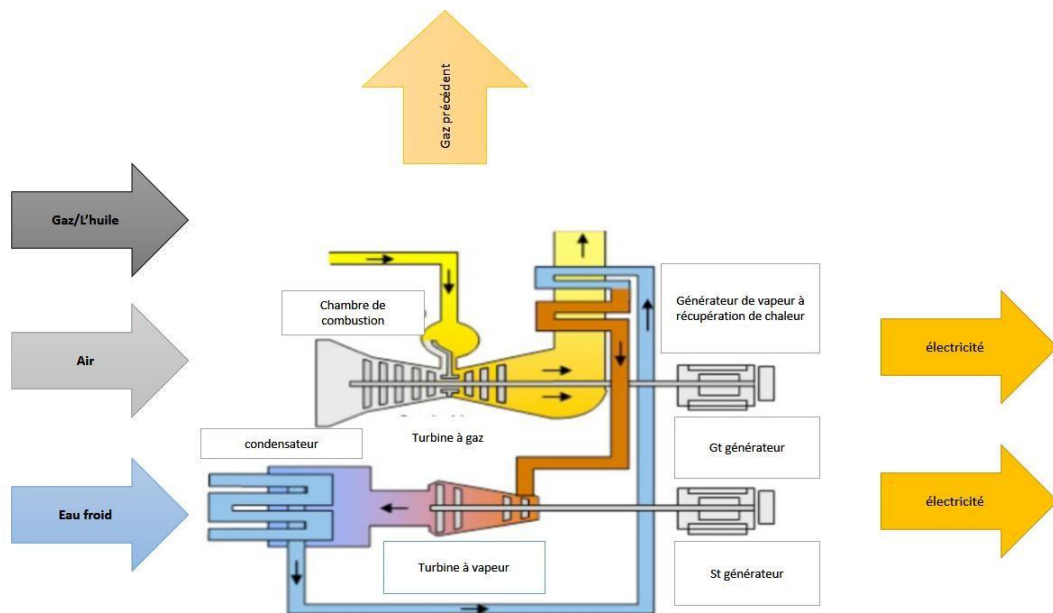 Gaz précédent
Gaz/L'huile
Chambre de
combustion
Générateur de vapeur à
récupération de chaleur
Air
électricité
condensateur
Turbine à gaz
Gt générateur
Eau froid
électricité
Turbine à vapeur
St générateur